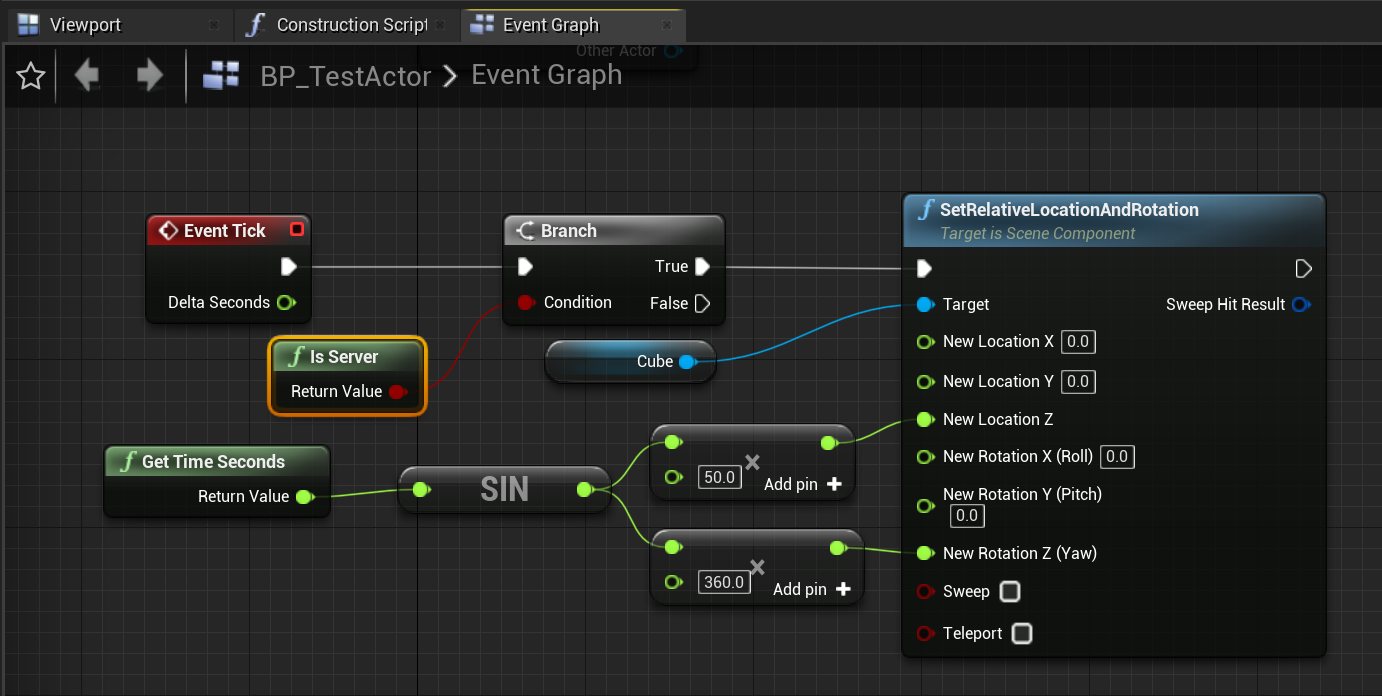 Viewport
Construction Script
Event Graph
Other Actor
BP_TestActor > Event Graph
Event Tick
Delta Seconds
Is Server
Return Value
Branch
True
Condition
False
Cube
Get Time Seconds
Return Value
SIN
50.0
×
Add pin +
360.0
×
Add pin +
SetRelativeLocationAndRotation
Target is Scene Component
Target
Sweep Hit Result
New Location X 0.0
New Location Y 0.0
New Location Z
New Rotation X (Roll) 0.0
New Rotation Y (Pitch)
0.0
New Rotation Z (Yaw)
Sweep
Teleport